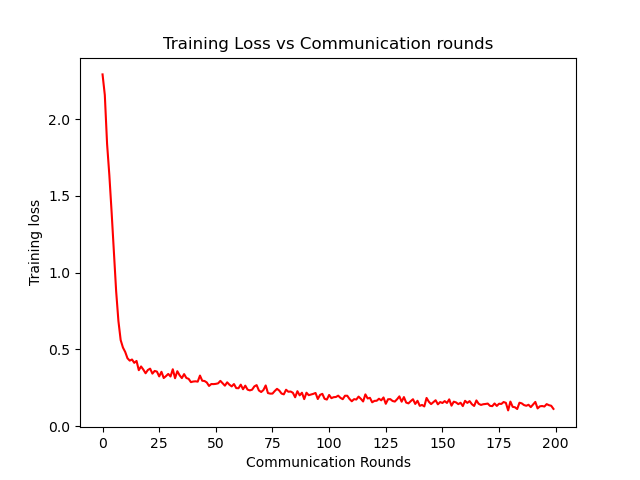 Training Loss vs Communication rounds
2.0
1.5
1.0
0.5
0.0
Training loss
0 25 50 75 100 125 150 175 200
Communication Rounds